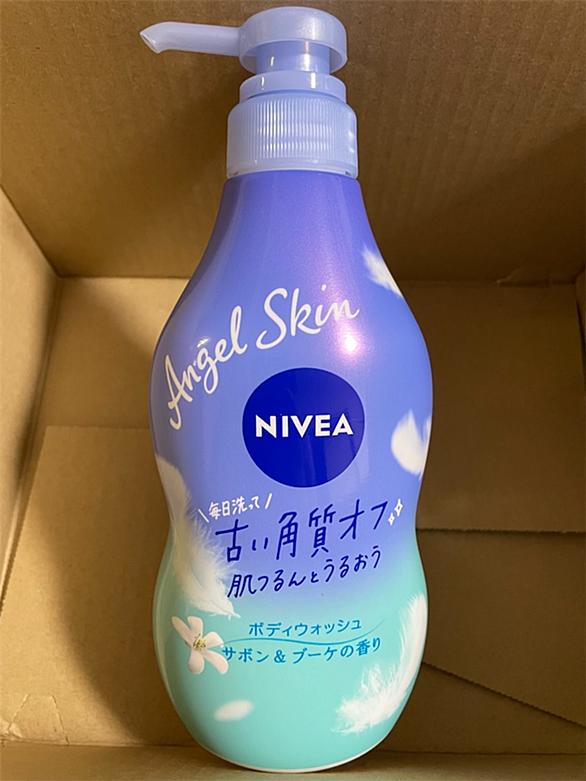 Angel Skin
NIVEA
\毎日洗って/
古い角質オフ
肌つるんとうるおう
ボディウォッシュ
サボン&ブーケの香り